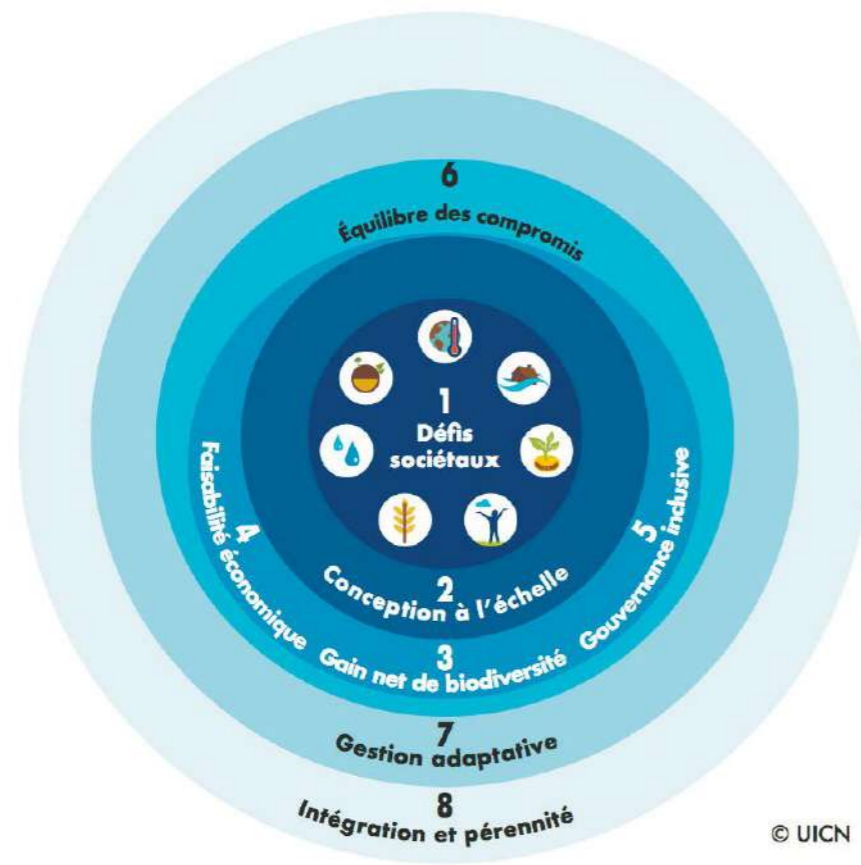 6
Équilibre des compromis
1
Défis
sociétaux
4
Faisabilité économique
5
Gouvernance inclusive
2
Conception à l'échelle
3
Gain net de biodiversité
7
Gestion adaptative
8
Intégration et pérennité
© UICN